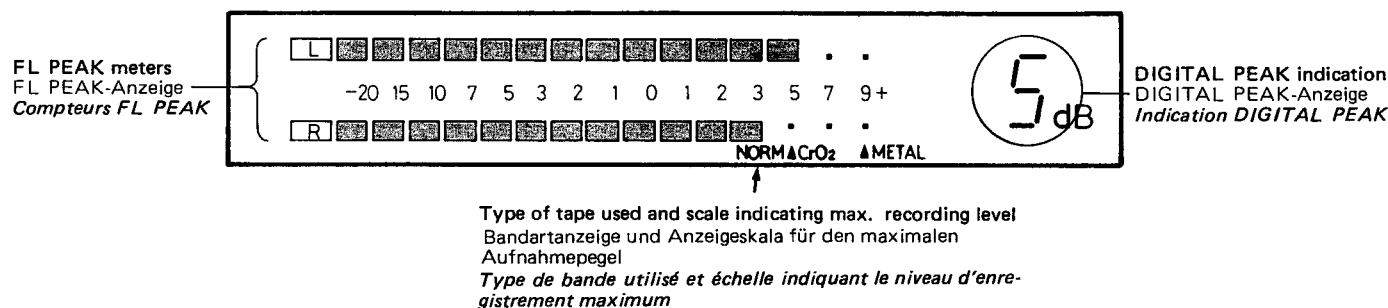 FL PEAK meters
FL PEAK-Anzeige
Compteurs FL PEAK
L
-20 15 10 7 5 3 2 1 0 1 2 3 5 7 9+
R
NORM▲CrO₂ ▲METAL
5 dB
DIGITAL PEAK indication
DIGITAL PEAK-Anzeige
Indication DIGITAL PEAK
Type of tape used and scale indicating max. recording level
Bandartanzeige und Anzeigeskala für den maximalen
Aufnahmepegel
Type de bande utilisé et échelle indiquant le niveau d'enre-
gistrement maximum